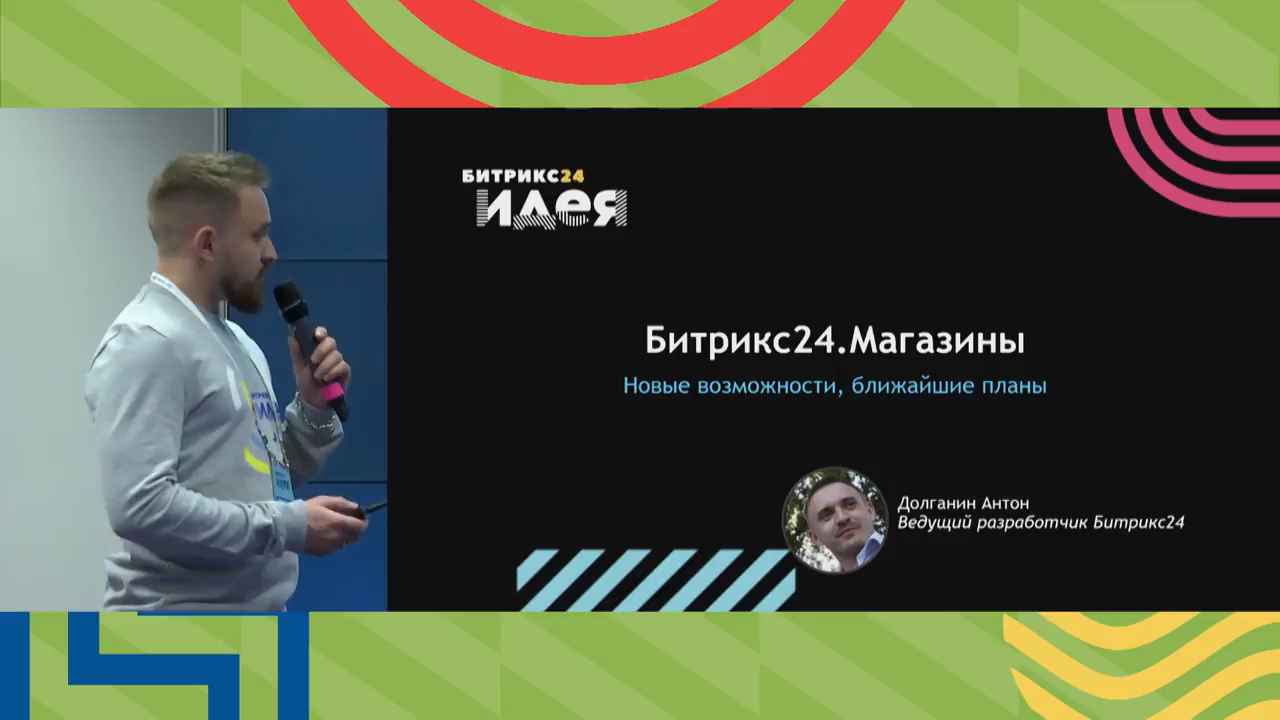 БИТРИКС24
идея
Битрикс24.Магазины
Новые возможности, ближайшие планы
Долганин Антон
Ведущий разработчик Битрикс24